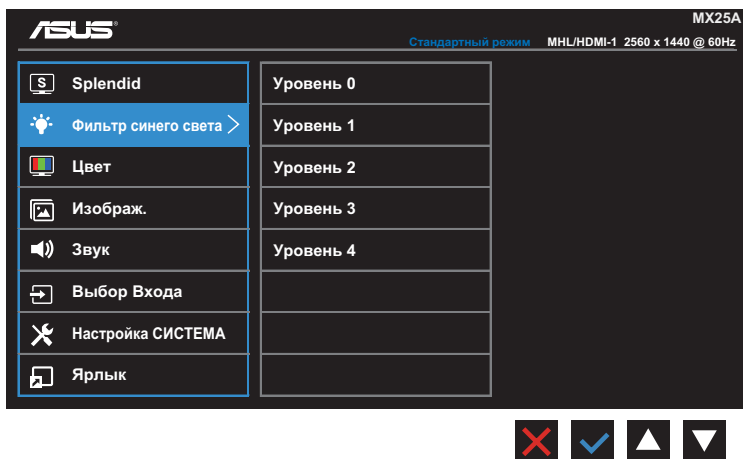 MX25A
ASUS
Стандартный режим MHL/HDMI-1 2560 x 1440 @ 60Hz
S Splendid
Фильтр синего света
Цвет
Изображ.
Звук
Выбор Входа
Настройка СИСТЕМА
Ярлык
Уровень 0
Уровень 1
Уровень 2
Уровень 3
Уровень 4